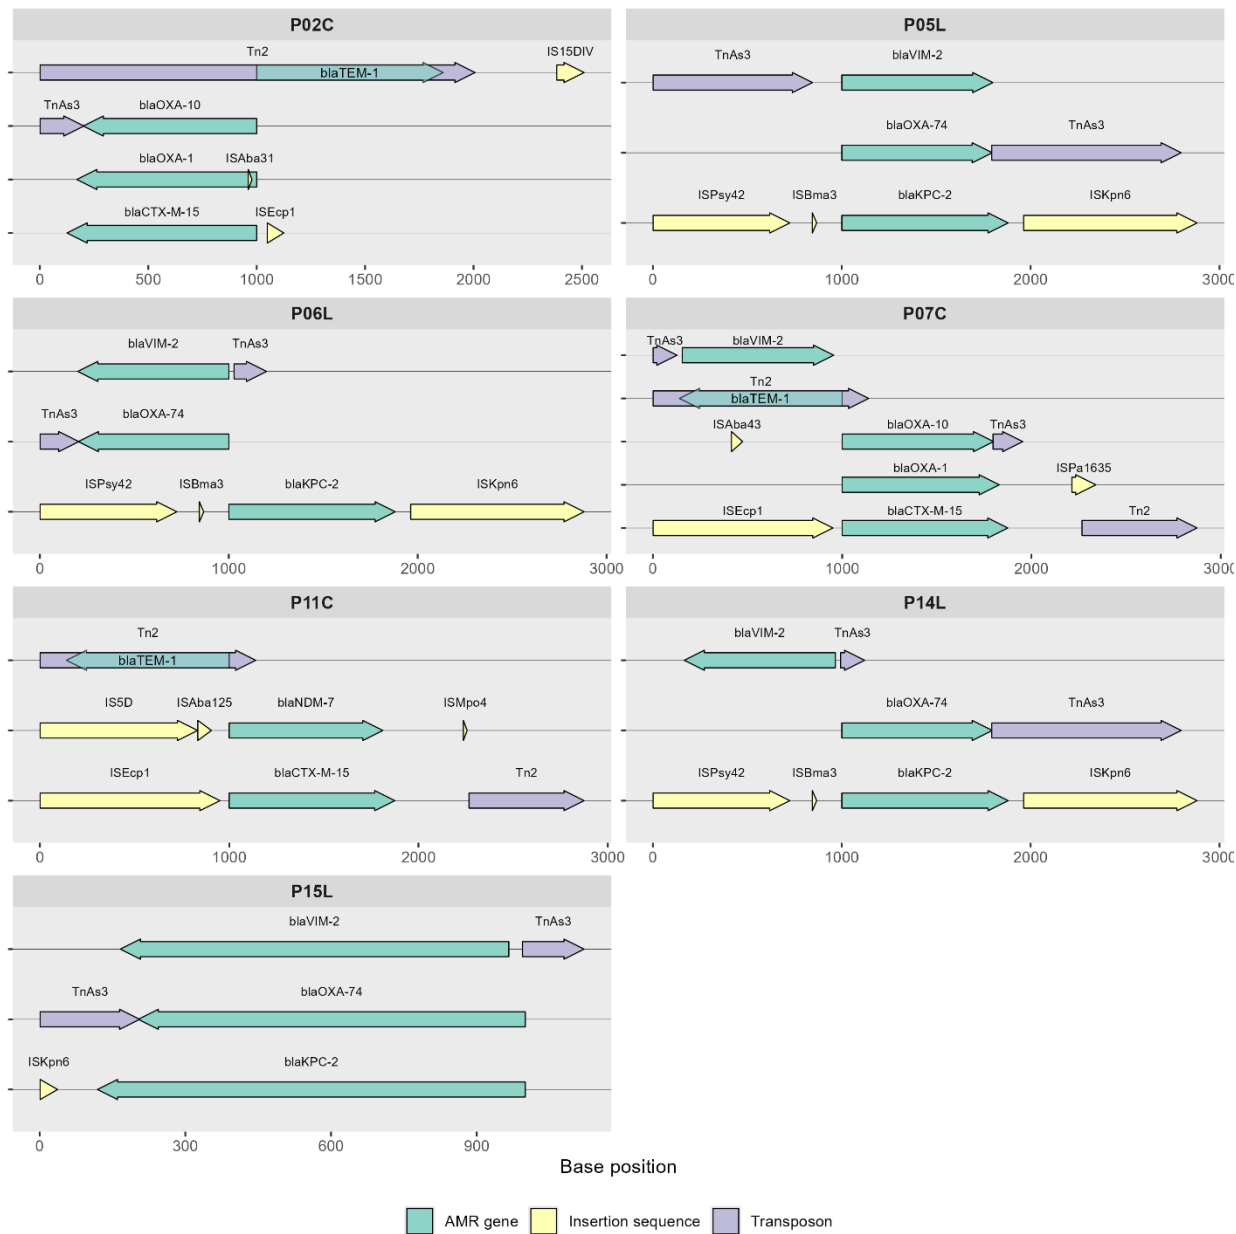 P02C
Tn2 IS15DIV
blaTEM-1
TnAs3 blaOXA-10
blaOXA-1 ISAba31
blaCTX-M-15 ISEcp1
0 500 1000 1500 2000 2500
P05L
TnAs3 blaVIM-2
blaOXA-74 TnAs3
ISPsy42 ISBma3 blaKPC-2 ISKpn6
0 1000 2000 3000
P06L
blaVIM-2 TnAs3
TnAs3 blaOXA-74
ISPsy42 ISBma3 blaKPC-2 ISKpn6
0 1000 2000 3000
P07C
TnAs3 blaVIM-2
Tn2
blaTEM-1
ISAba43 blaOXA-10 TnAs3
blaOXA-1 ISPa1635
ISEcp1 blaCTX-M-15 Tn2
0 1000 2000 3000
P11C
Tn2
blaTEM-1
IS5D ISAba125 blaNDM-7 ISMpo4
ISEcp1 blaCTX-M-15 Tn2
0 1000 2000 3000
P14L
blaVIM-2 TnAs3
blaOXA-74 TnAs3
ISPsy42 ISBma3 blaKPC-2 ISKpn6
0 1000 2000 3000
P15L
blaVIM-2 TnAs3
TnAs3 blaOXA-74
ISKpn6 blaKPC-2
0 300 600 900
Base position
AMR gene Insertion sequence Transposon